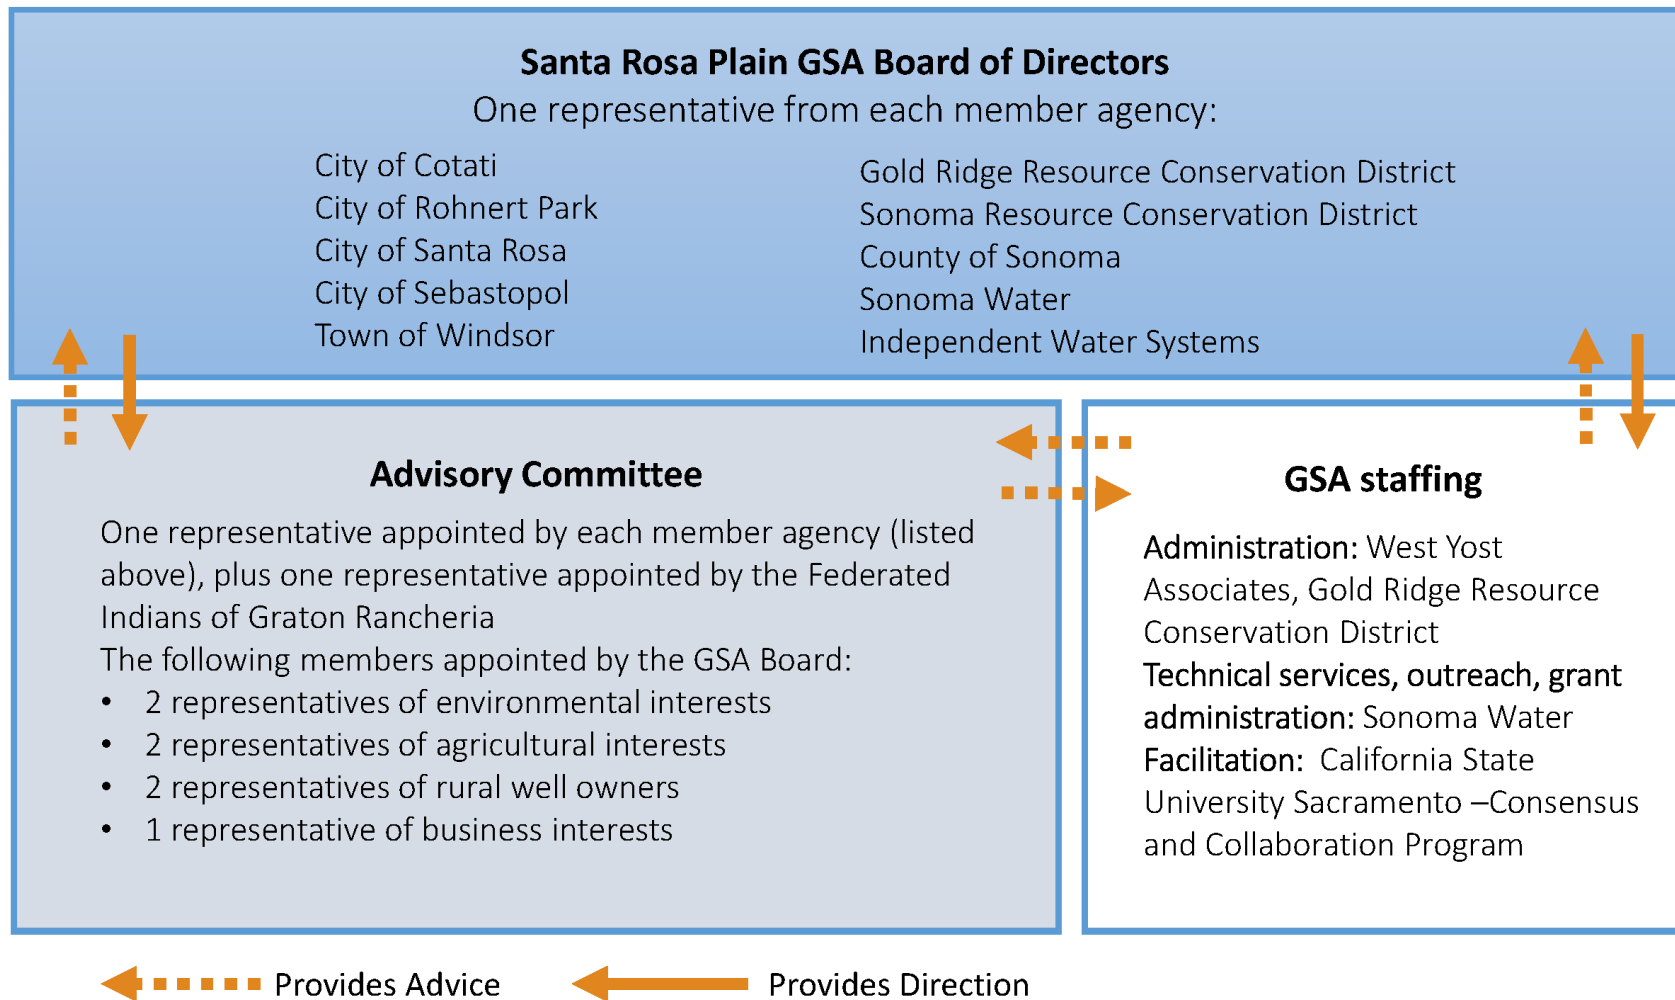 Santa Rosa Plain GSA Board of Directors
One representative from each member agency:
City of Cotati
City of Rohnert Park
City of Santa Rosa
City of Sebastopol
Town of Windsor
Gold Ridge Resource Conservation District
Sonoma Resource Conservation District
County of Sonoma
Sonoma Water
Independent Water Systems
Advisory Committee
One representative appointed by each member agency (listed
above), plus one representative appointed by the Federated
Indians of Graton Rancheria
The following members appointed by the GSA Board:
• 2 representatives of environmental interests
• 2 representatives of agricultural interests
• 2 representatives of rural well owners
• 1 representative of business interests
GSA staffing
Administration: West Yost
Associates, Gold Ridge Resource
Conservation District
Technical services, outreach, grant
administration: Sonoma Water
Facilitation: California State
University Sacramento –Consensus
and Collaboration Program
Provides Advice
Provides Direction